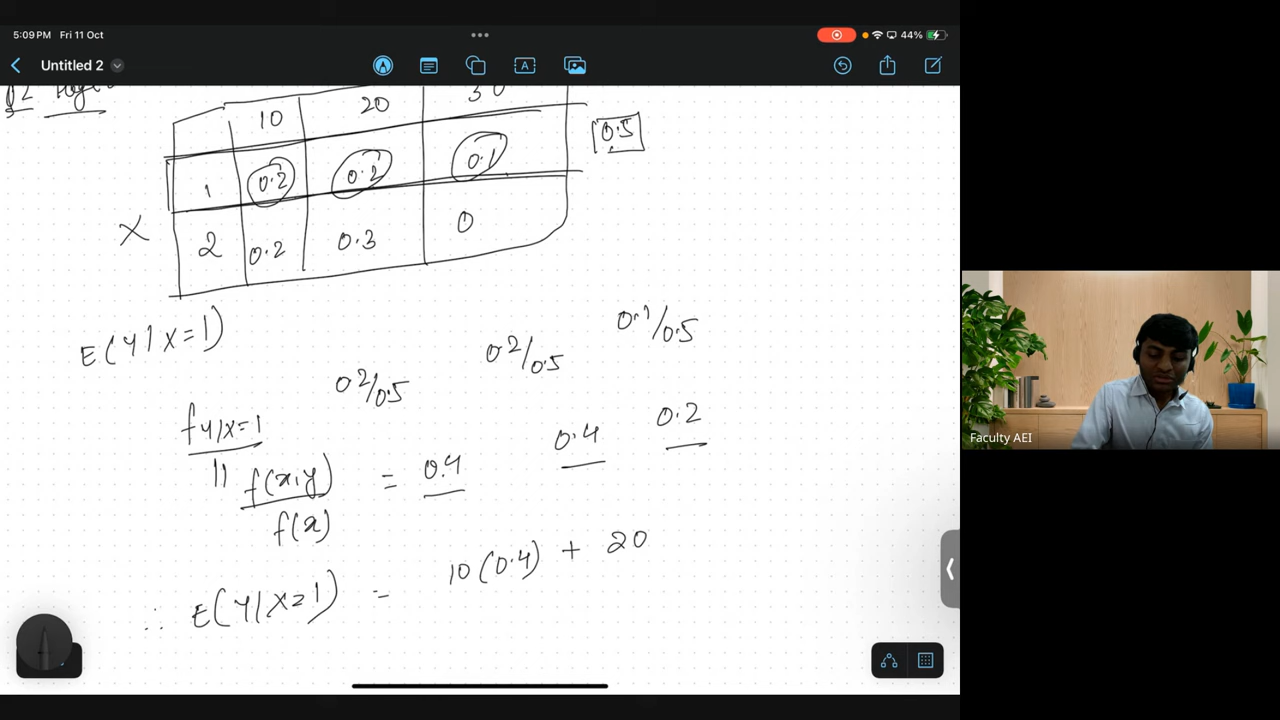 5:09 PM Fri 11 Oct
44%
Untitled 2
10 20 30
1 0.2 0.2 0.1 0.5
X 2 0.2 0.3 0
E(Y/X=1)
0.2/0.5 0.2/0.5 0.1/0.5
f Y/X=1
|| f(x,y)/f(x) = 0.4 0.4 0.2
∴ E(Y/X=1) = 10(0.4) + 20
Faculty AEI